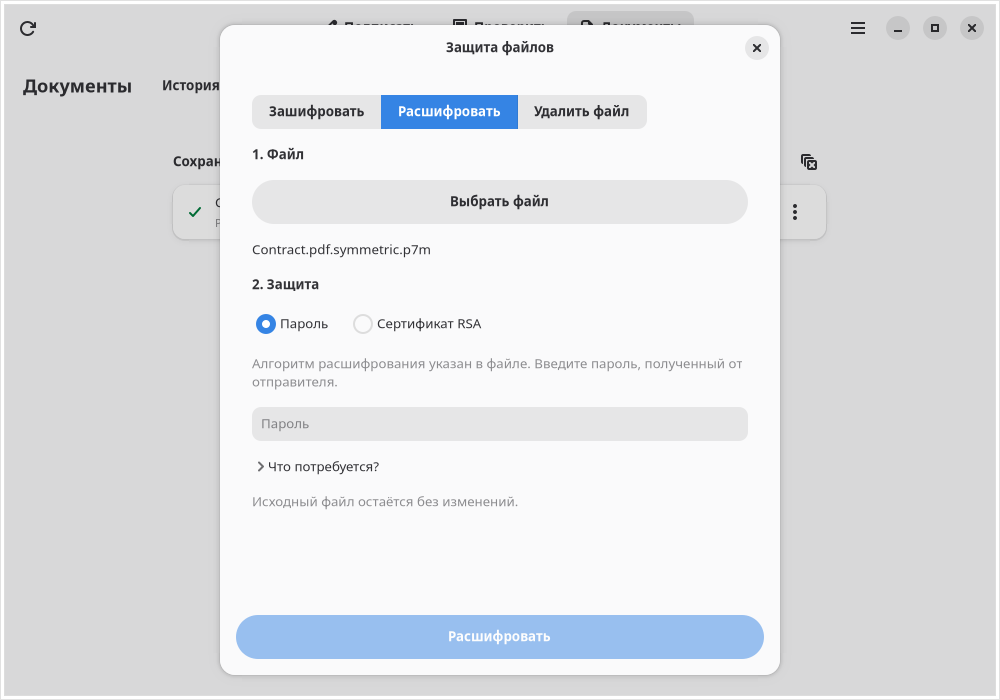 Защита файлов
Документы
История
Зашифровать
Расшифровать
Удалить файл
1. Файл
Выбрать файл
Contract.pdf.symmetric.p7m
2. Защита
Пароль
Сертификат RSA
Алгоритм расшифрования указан в файле. Введите пароль, полученный от
отправителя.
Пароль
Что потребуется?
Исходный файл остаётся без изменений.
Расшифровать